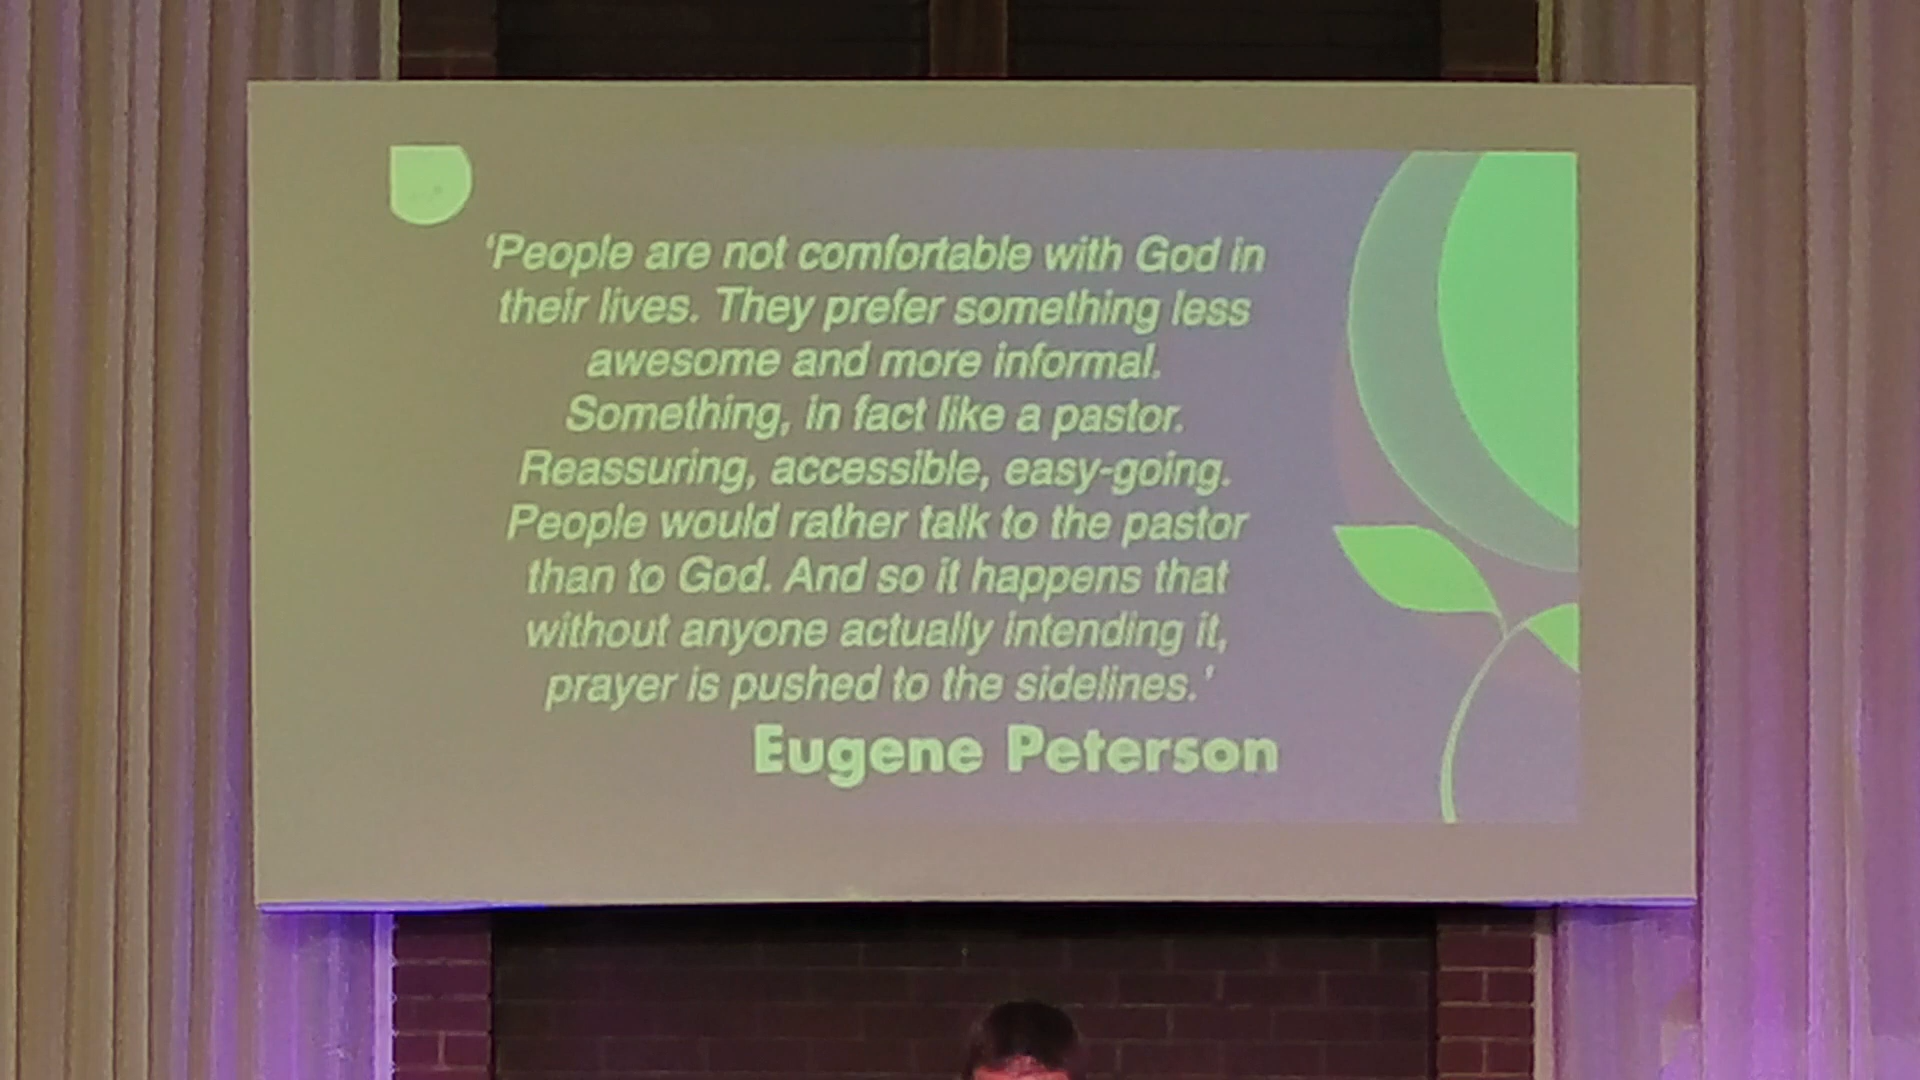 ‘People are not comfortable with God in
their lives. They prefer something less
awesome and more informal.
Something, in fact like a pastor.
Reassuring, accessible, easy-going.
People would rather talk to the pastor
than to God. And so it happens that
without anyone actually intending it,
prayer is pushed to the sidelines.’
Eugene Peterson